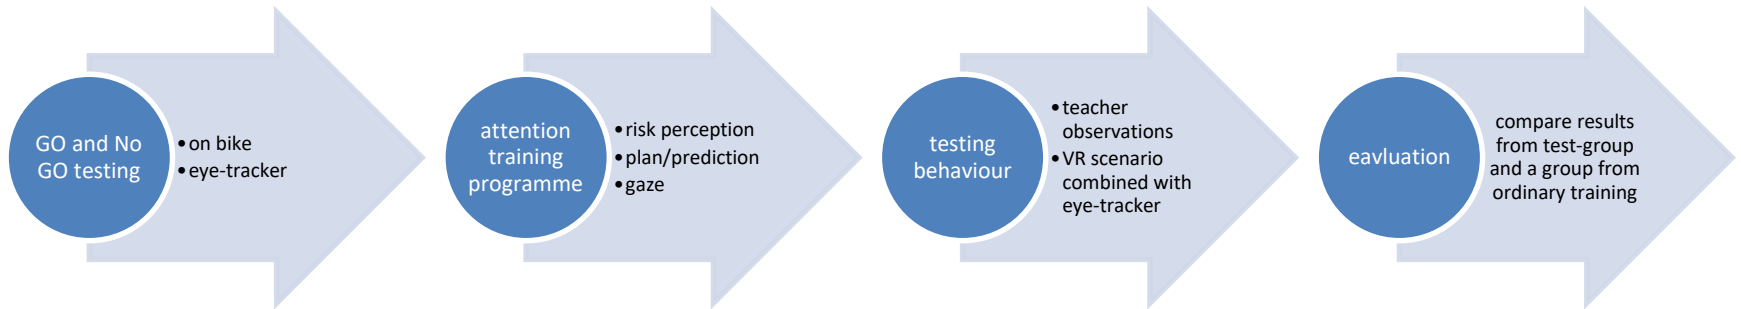 GO and No
GO testing
•on bike
•eye-tracker
attention
training
programme
•risk perception
•plan/prediction
•gaze
testing
behaviour
•teacher
observations
•VR scenario
combined with
eye-tracker
eavluation
compare results
from test-group
and a group from
ordinary training